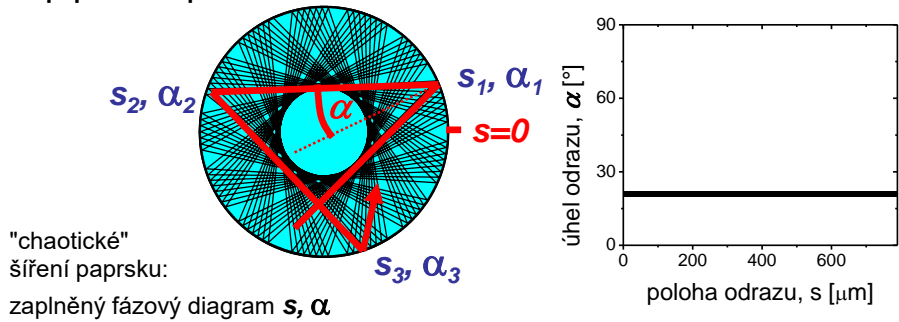 s₁, α₁
s₂, α₂
α
s=0
s₃, α₃
"chaotické"
šíření paprsku:
zaplněný fázový diagram s, α
90
60
30
0
úhel odrazu, α [°]
0 200 400 600
poloha odrazu, s [μm]